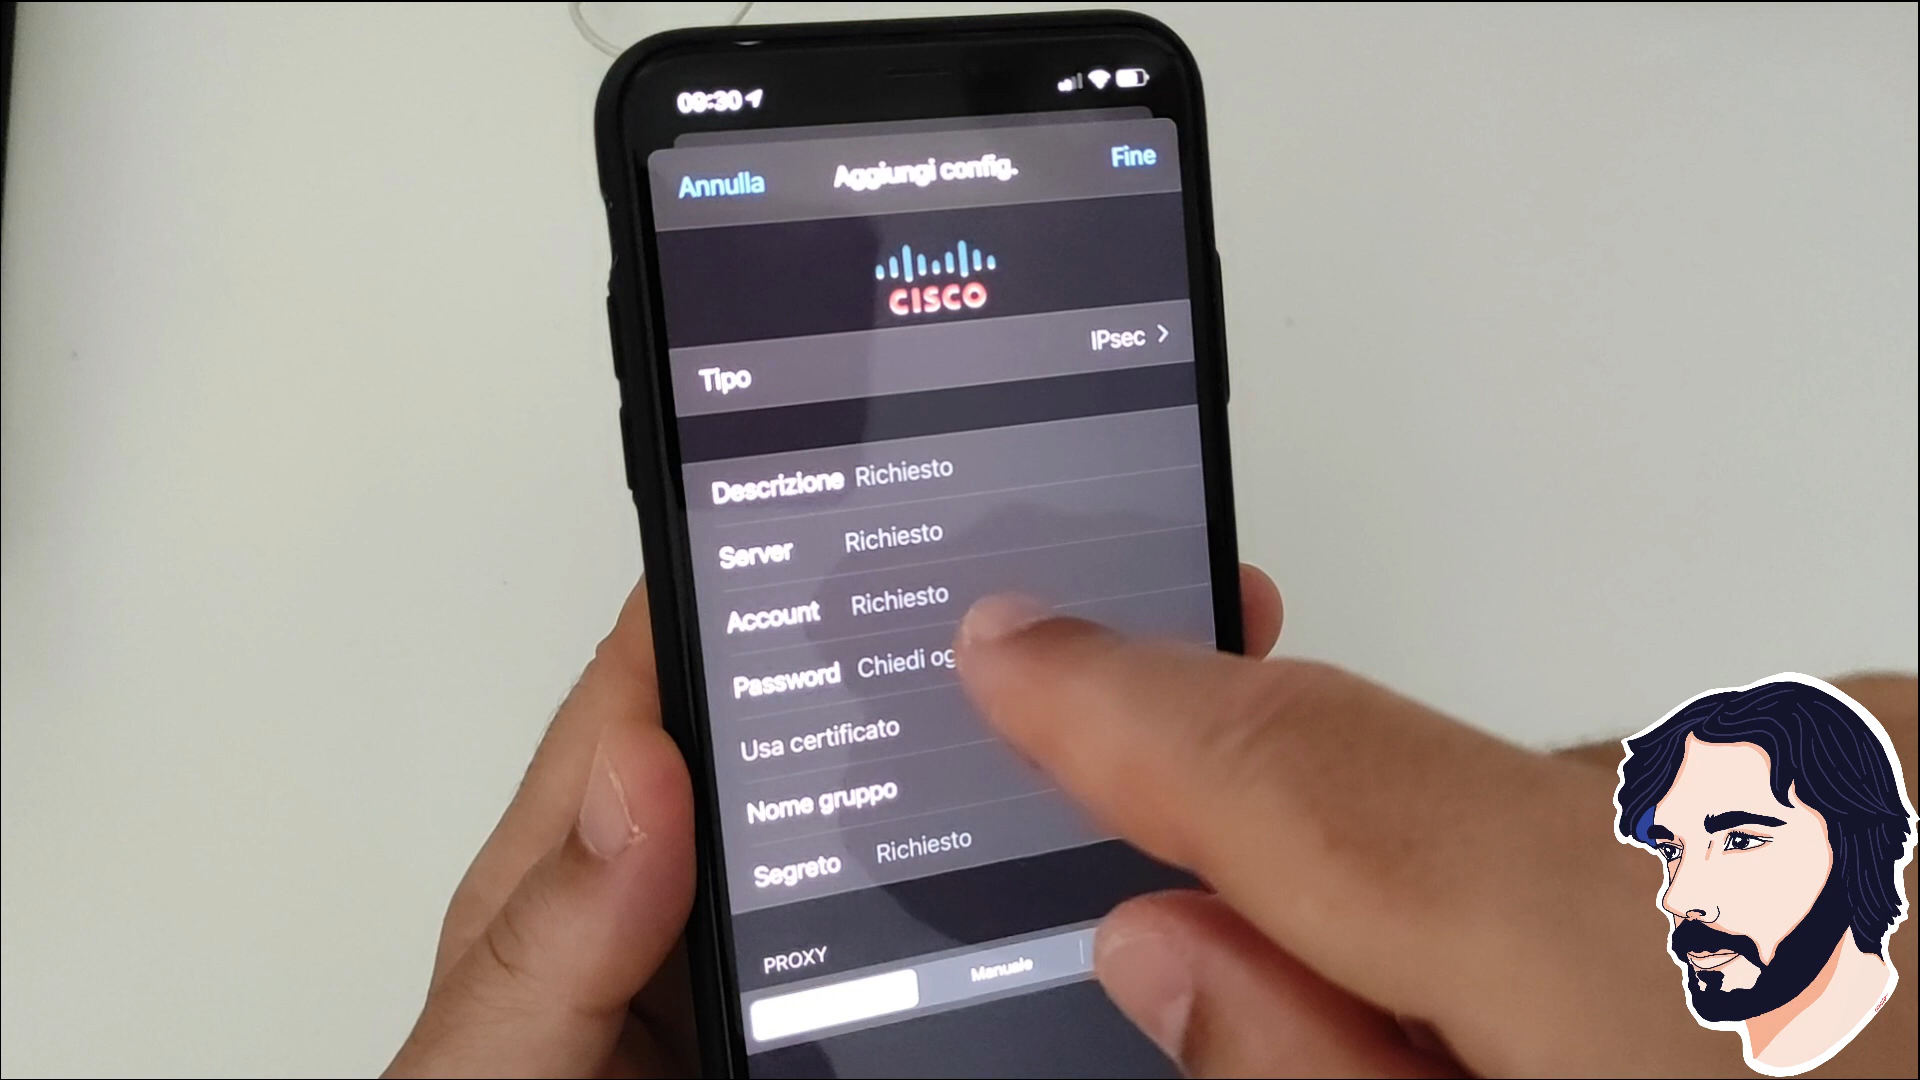 09:30
Annulla Aggiungi config. Fine
CISCO
Tipo IPsec
Descrizione Richiesto
Server Richiesto
Account Richiesto
Password Chiedi og
Usa certificato
Nome gruppo
Segreto Richiesto
PROXY
Manuale